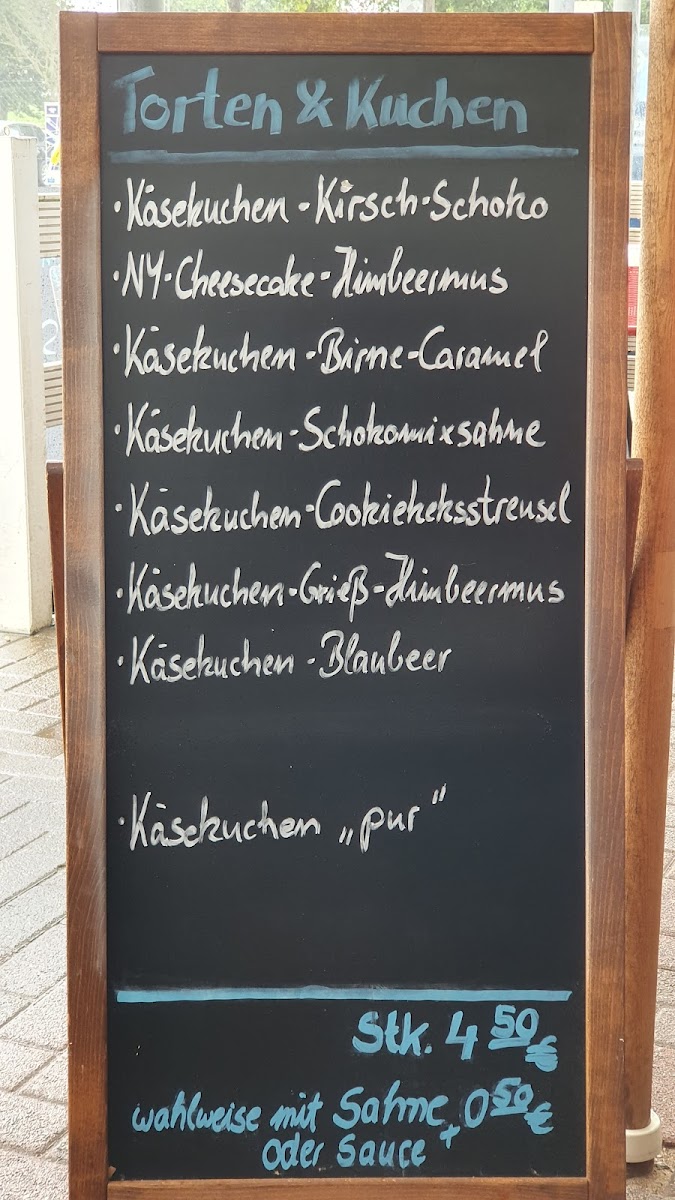 Torten & Kuchen
· Käsekuchen - Kirsch-Schoko
· NY-Cheesecake-Himbeermus
· Käsekuchen-Birne-Caramel
· Käsekuchen-Schokomixsahne
· Käsekuchen-Cookiekeksstreusel
· Käsekuchen-Grieß-Himbeermus
· Käsekuchen - Blaubeer
· Käsekuchen „pur"
Stk. 4 50 €
wahlweise mit Sahne + 0 50 €
oder Sauce